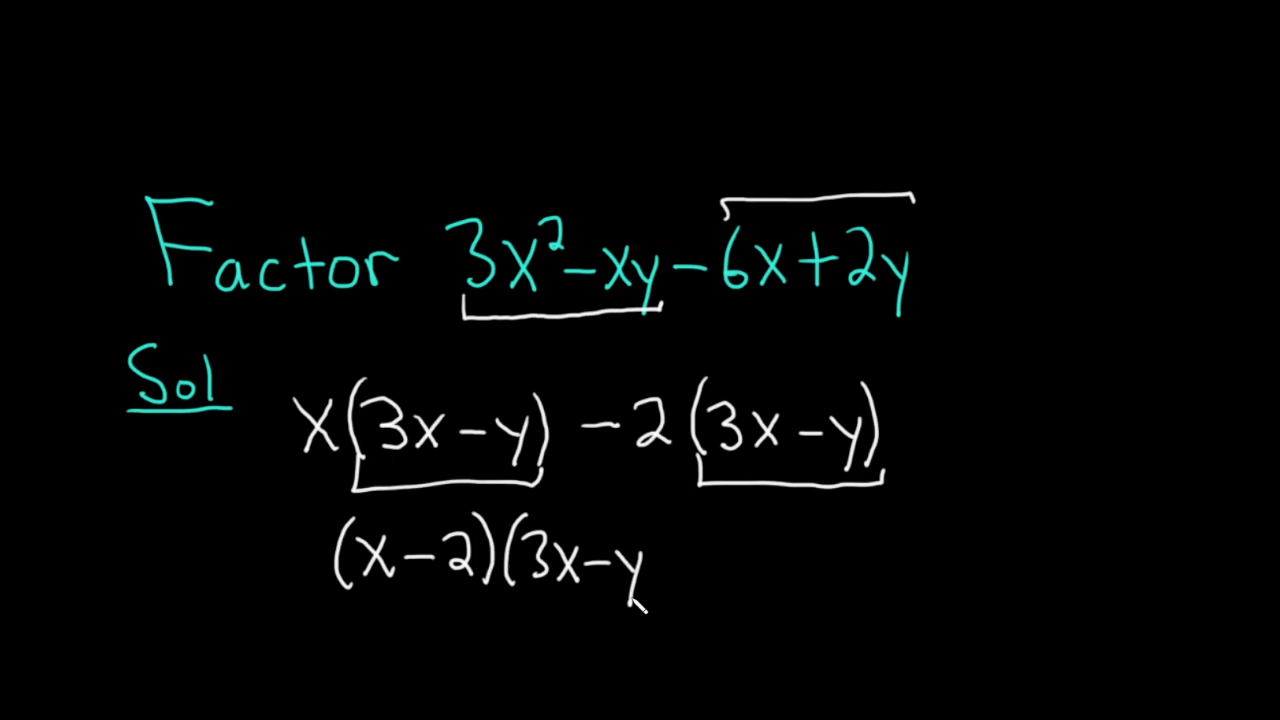 Factor 3x²-xy-6x+2y
Sol
x(3x-y) -2(3x-y)
(x-2)(3x-y